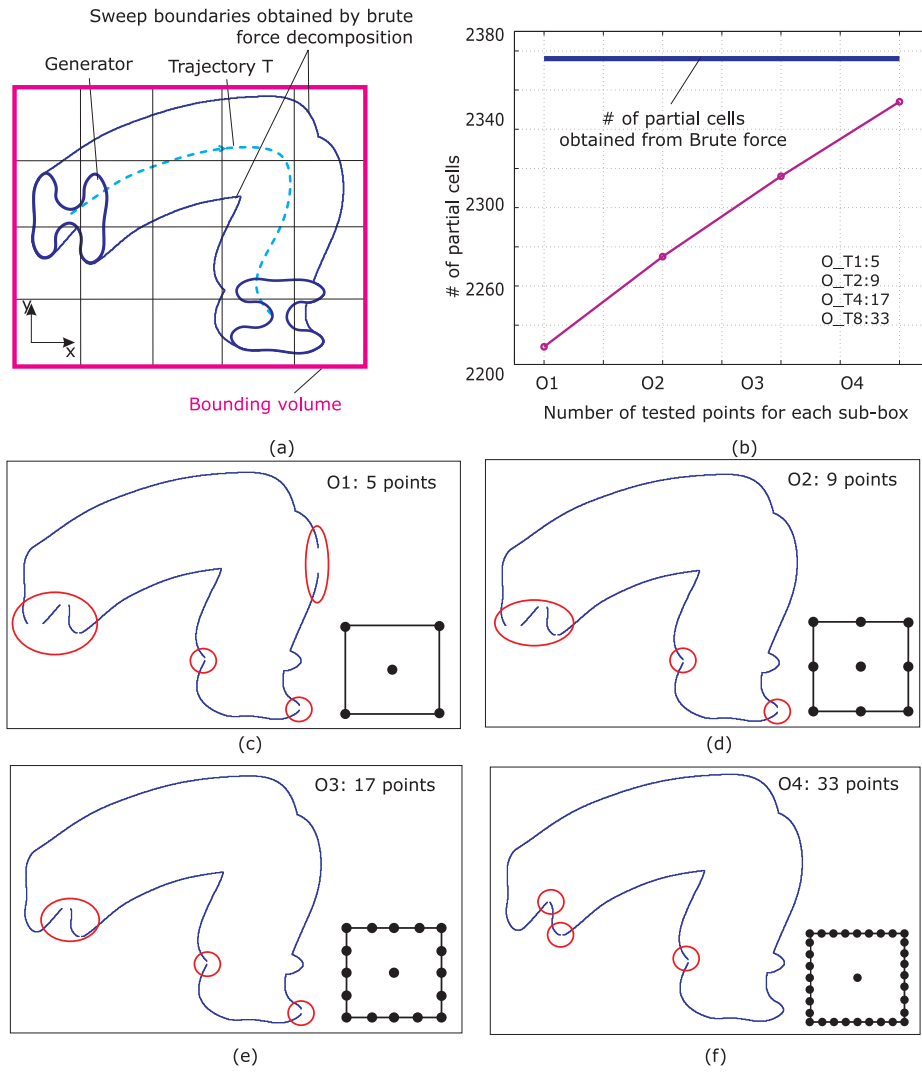 Sweep boundaries obtained by brute
force decomposition
Generator
Trajectory T
y
x
Bounding volume
(a)
2380
2340
2300
2260
2200
# of partial cells
# of partial cells
obtained from Brute force
O_T1:5
O_T2:9
O_T4:17
O_T8:33
O1
O2
O3
O4
Number of tested points for each sub-box
(b)
O1: 5 points
(c)
O2: 9 points
(d)
O3: 17 points
(e)
O4: 33 points
(f)